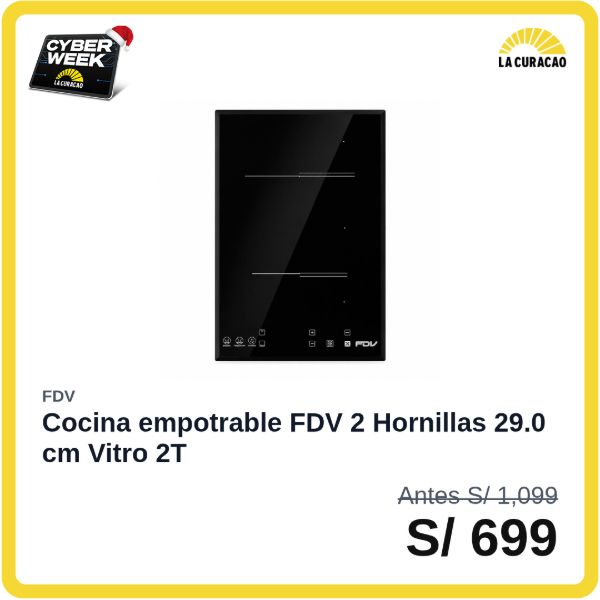 CYBER
WEEK
LA CURACAO
LA CURACAO
FDV
FDV
Cocina empotrable FDV 2 Hornillas 29.0
cm Vitro 2T
Antes S/ 1,099
S/ 699